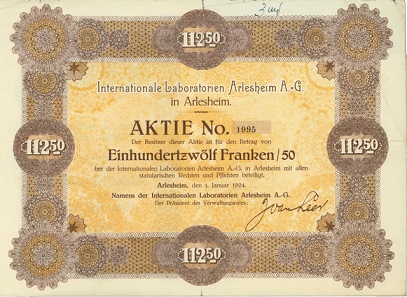 112.50
Internationale Laboratorien Arlesheim A.-G.
in Arlesheim.
AKTIE No. 1995
Der Besitzer dieser Aktie ist für den Betrag von
Einhundertzwölf Franken/50
bei der Internationalen Laboratorien Arlesheim A.-G. in Arlesheim mit allen
statutarischen Rechten und Pflichten beteiligt.
Arlesheim, den 1. Januar 1924.
Namens der Internationalen Laboratorien Arlesheim A.-G.
Der Präsident des Verwaltungsrates:
112.50
112.50
112.50